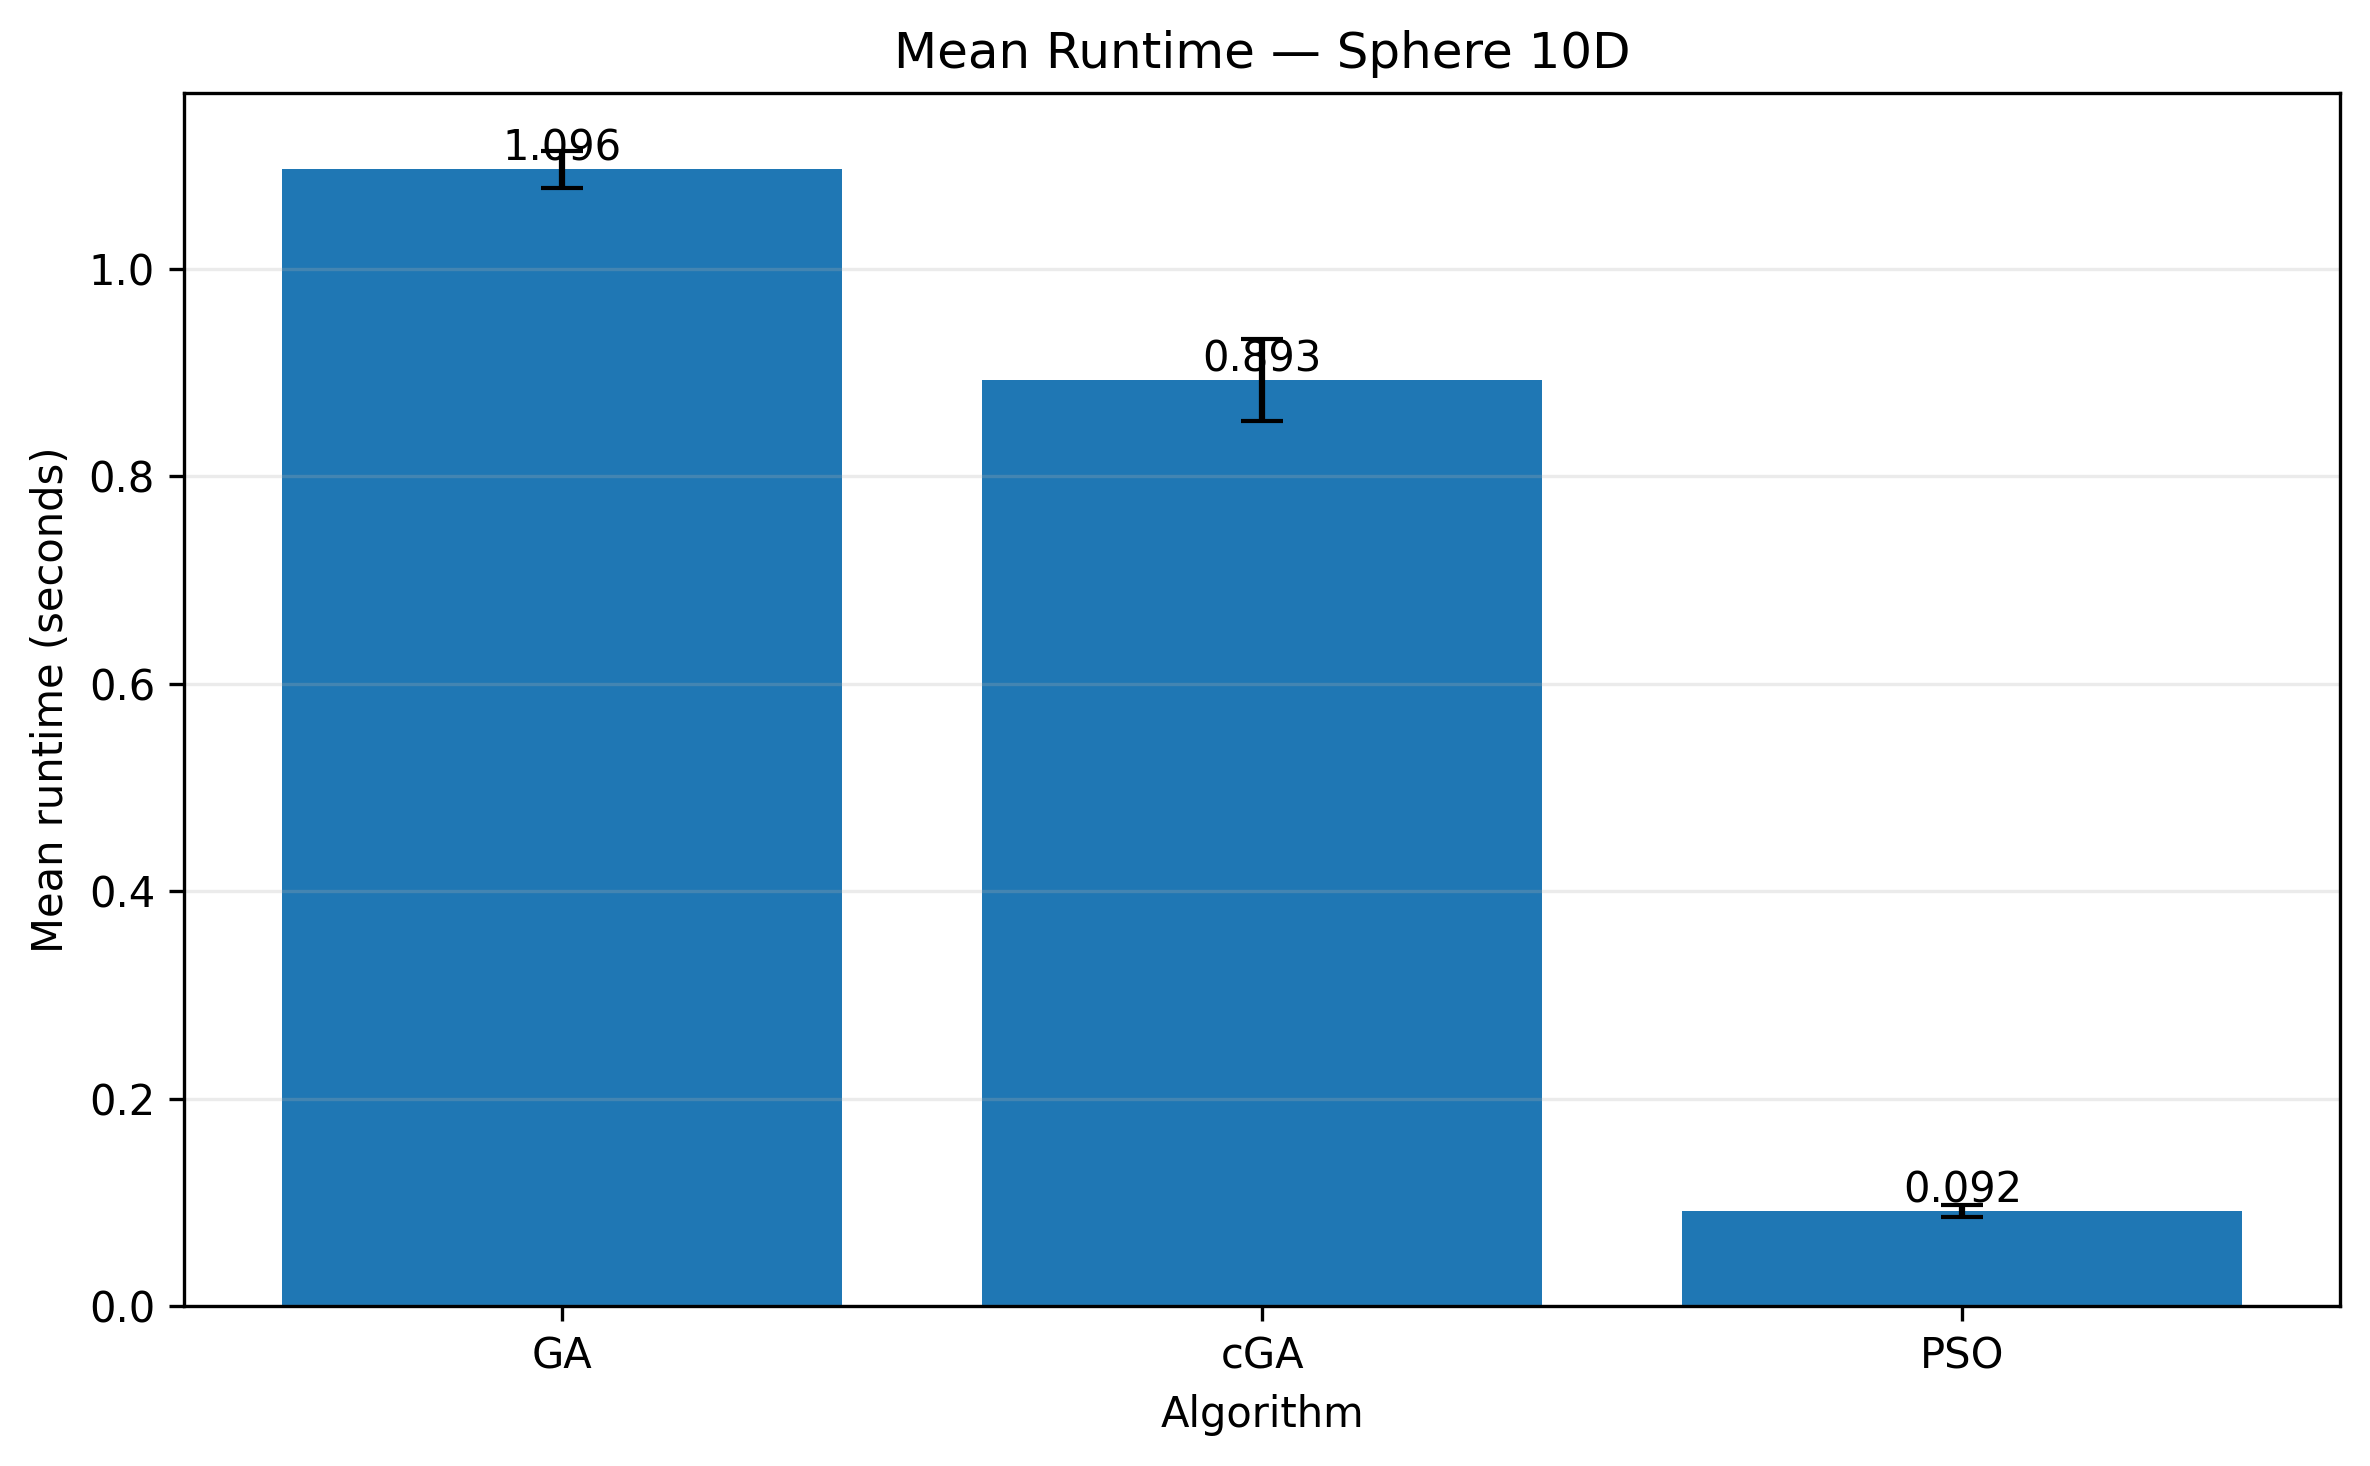 Mean Runtime — Sphere 10D
Mean runtime (seconds)
1.0
0.8
0.6
0.4
0.2
0.0
1.096
0.893
0.092
GA
cGA
PSO
Algorithm